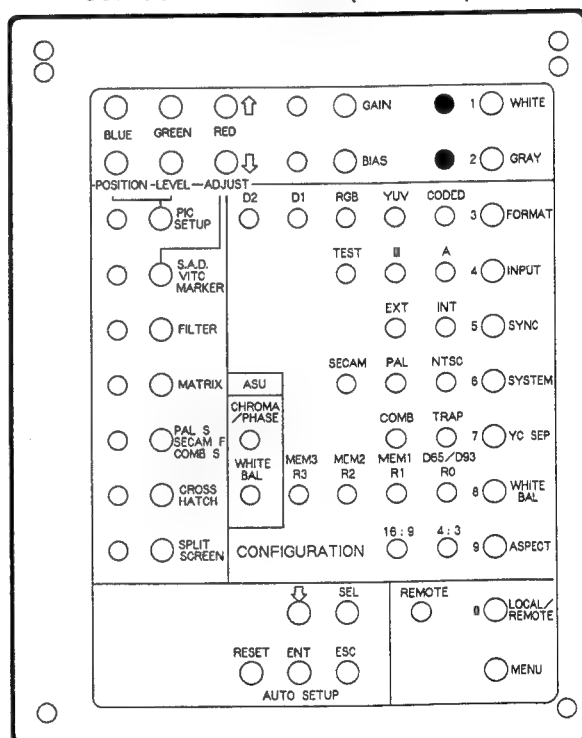 GAIN 1 WHITE
BLUE GREEN RED
BIAS 2 GRAY
POSITION-LEVEL-ADJUST
D2 D1 RGB YUV CODED
PIC
SETUP
3 FORMAT
TEST A
S.A.D.
VITC
MARKER
4 INPUT
EXT INT
FILTER
5 SYNC
SECAM PAL NTSC
MATRIX
ASU
6 SYSTEM
CHROMA
/PHASE
COMB TRAP
PAL S
SECAM F
COMB S
7 YC SEP
WHITE
BAL
MEM3
R3
MEM2
R2
MEM1
R1
D65/D93
R0
CROSS
HATCH
8 WHITE
BAL
16:9 4:3
SPLIT
SCREEN
CONFIGURATION
9 ASPECT
SEL REMOTE
LOCAL/
REMOTE
RESET ENT ESC
MENU
AUTO SETUP